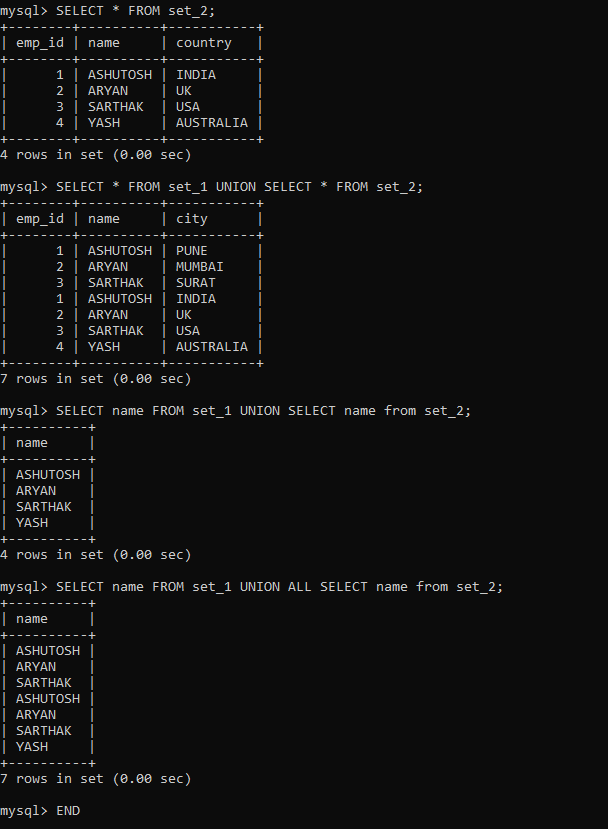 mysql> SELECT * FROM set_2;
+--------+----------+-----------+
| emp_id | name     | country   |
+--------+----------+-----------+
|      1 | ASHUTOSH | INDIA     |
|      2 | ARYAN    | UK        |
|      3 | SARTHAK  | USA       |
|      4 | YASH     | AUSTRALIA |
+--------+----------+-----------+
4 rows in set (0.00 sec)

mysql> SELECT * FROM set_1 UNION SELECT * FROM set_2;
+--------+----------+-----------+
| emp_id | name     | city      |
+--------+----------+-----------+
|      1 | ASHUTOSH | PUNE      |
|      2 | ARYAN    | MUMBAI    |
|      3 | SARTHAK  | SURAT     |
|      1 | ASHUTOSH | INDIA     |
|      2 | ARYAN    | UK        |
|      3 | SARTHAK  | USA       |
|      4 | YASH     | AUSTRALIA |
+--------+----------+-----------+
7 rows in set (0.00 sec)

mysql> SELECT name FROM set_1 UNION SELECT name from set_2;
+----------+
| name     |
+----------+
| ASHUTOSH |
| ARYAN    |
| SARTHAK  |
| YASH     |
+----------+
4 rows in set (0.00 sec)

mysql> SELECT name FROM set_1 UNION ALL SELECT name from set_2;
+----------+
| name     |
+----------+
| ASHUTOSH |
| ARYAN    |
| SARTHAK  |
| ASHUTOSH |
| ARYAN    |
| SARTHAK  |
| YASH     |
+----------+
7 rows in set (0.00 sec)

mysql> END